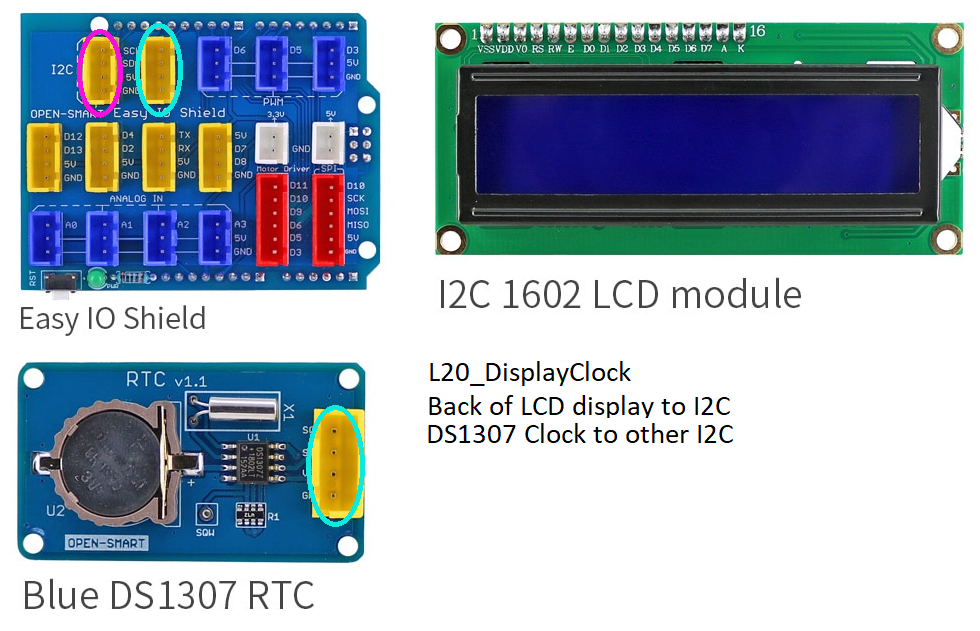 I2C
SCL
SD
5V
GND
D6
5V
GND
D5
D3
5V
GND
PWM
OPEN-SMART Easy IO Shield
3.3V
5V
D12
D13
5V
GND
D4
D2
5V
GND
TX
RX
5V
GND
5V
D7
D8
GND
GND
Motor Driver
SPI
D11
D10
D9
D6
D5
D3
D10
SCK
MOSI
MISO
5V
GND
ANALOG IN
A0
A1
A2
A3
5V
GND
RST
PWR
Easy IO Shield
1 16
VSS VDD V0 RS RW E D0 D1 D2 D3 D4 D5 D6 D7 A K
I2C 1602 LCD module
RTC v1.1
X1
U1
DS1307Z
U2
+
SQW
R1
OPEN-SMART
Blue DS1307 RTC
L20_DisplayClock
Back of LCD display to I2C
DS1307 Clock to other I2C